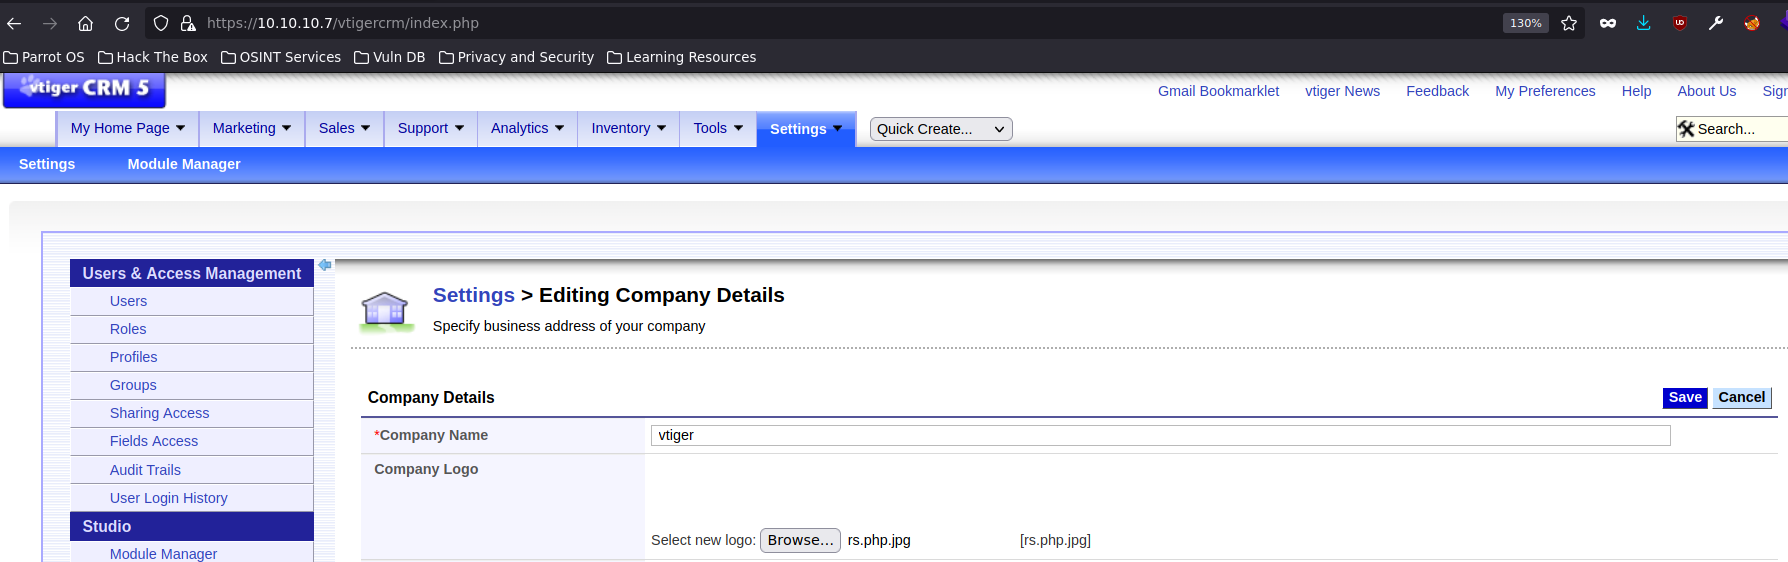 https://10.10.10.7/vtigercrm/index.php 130%
Parrot OS Hack The Box OSINT Services Vuln DB Privacy and Security Learning Resources
vtiger CRM 5
Gmail Bookmarklet vtiger News Feedback My Preferences Help About Us
My Home Page Marketing Sales Support Analytics Inventory Tools Settings Quick Create... Search...
Settings Module Manager
Users & Access Management
Users
Roles
Profiles
Groups
Sharing Access
Fields Access
Audit Trails
User Login History
Studio
Module Manager
Settings > Editing Company Details
Specify business address of your company
Company Details Save Cancel
*Company Name vtiger
Company Logo
Select new logo: Browse... rs.php.jpg [rs.php.jpg]